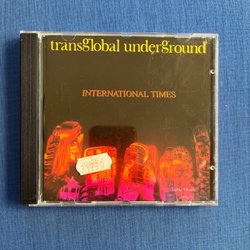 transglobal underground
INTERNATIONAL TIMES